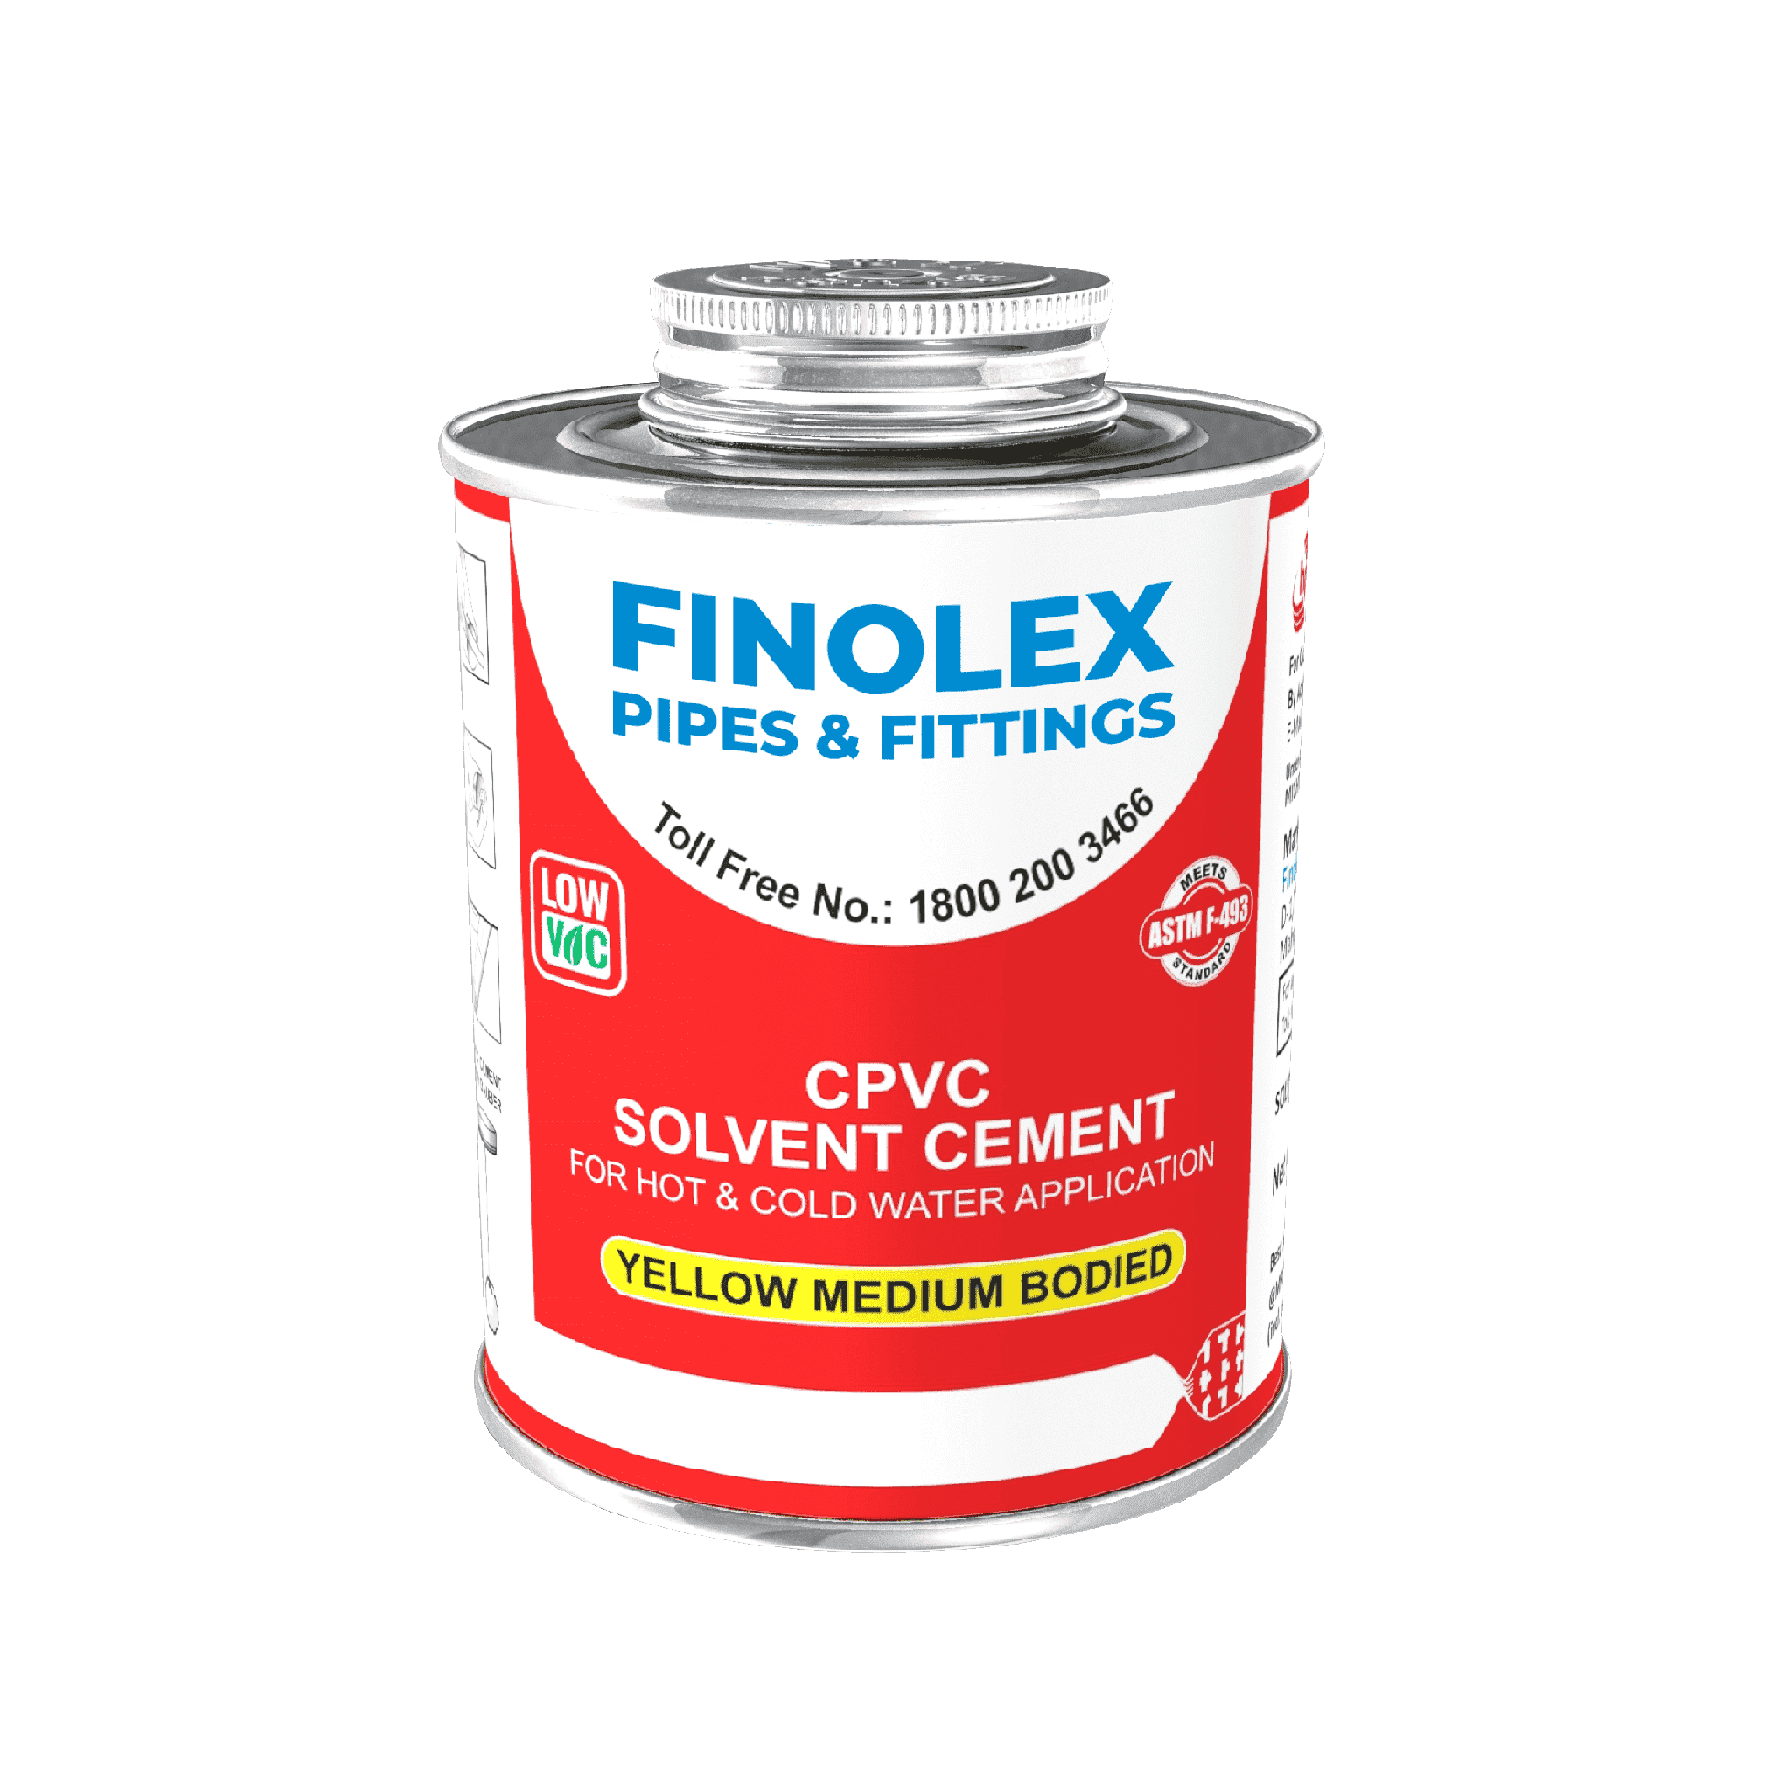 FINOLEX
PIPES & FITTINGS
Toll Free No.: 1800 200 3466
LOW
VOC
MEETS
ASTM F-493
STANDARD
CPVC
SOLVENT CEMENT
FOR HOT & COLD WATER APPLICATION
YELLOW MEDIUM BODIED